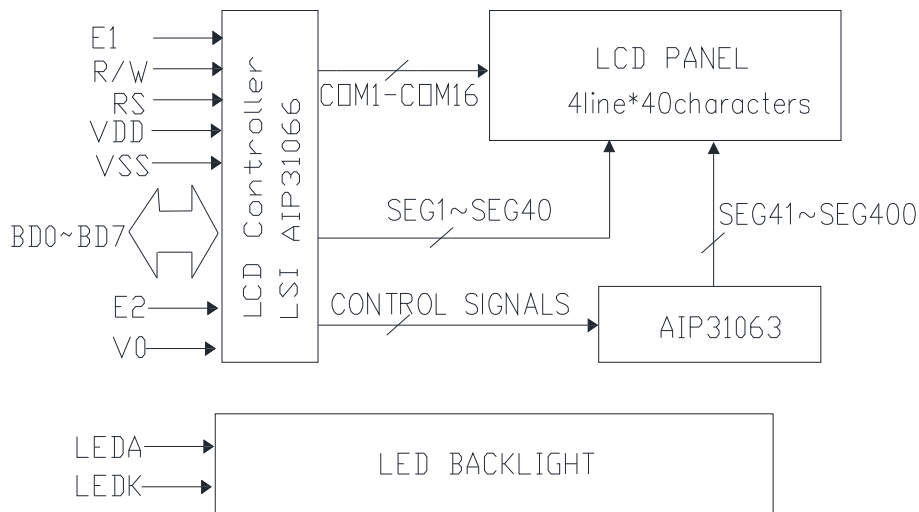 E1
R/W
RS
VDD
VSS
BD0~BD7
E2
V0
LCD Controller
LSI AIP31066
COM1-COM16
LCD PANEL
4line*40characters
SEG1~SEG40
SEG41~SEG400
CONTROL SIGNALS
AIP31063
LEDA
LEDK
LED BACKLIGHT